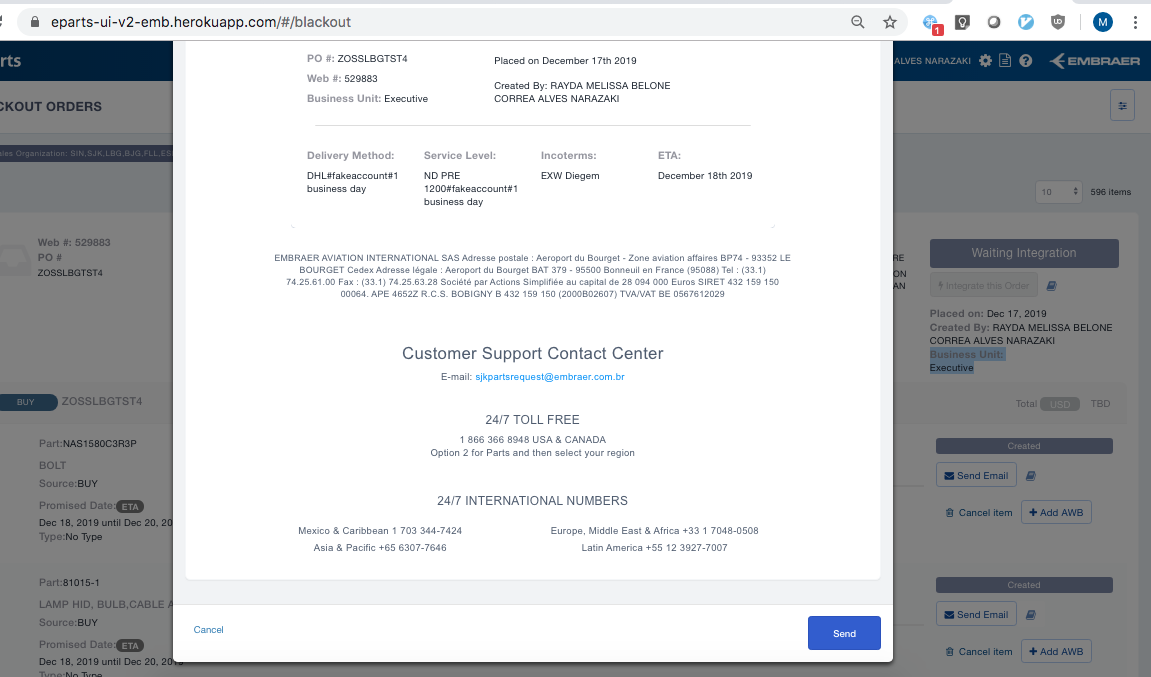 eparts-ui-v2-emb.herokuapp.com/#/blackout
1
M
rts
ALVES NARAZAKI
EMBRAER
CKOUT ORDERS
ales Organization: SIN,SJK,LBG,BJG,FLL,ES
10
596 items
Web #: 529883
PO #
ZOSSLBGTST4
BUY
ZOSSLBGTST4
Part:NAS1580C3R3P
BOLT
Source:BUY
Promised Date: ETA
Dec 18, 2019 until Dec 20, 20
Type:No Type
Part:81015-1
LAMP HID, BULB,CABLE A
Source:BUY
Promised Date: ETA
Dec 18, 2019 until Dec 20, 2019
Type:No Type
PO #: ZOSSLBGTST4
Web #: 529883
Business Unit: Executive
Placed on December 17th 2019
Created By: RAYDA MELISSA BELONE
CORREA ALVES NARAZAKI
Delivery Method:
DHL#fakeaccount#1
business day
Service Level:
ND PRE
1200#fakeaccount#1
business day
Incoterms:
EXW Diegem
ETA:
December 18th 2019
EMBRAER AVIATION INTERNATIONAL SAS Adresse postale : Aeroport du Bourget - Zone aviation affaires BP74 - 93352 LE
BOURGET Cedex Adresse légale : Aeroport du Bourget BAT 379 - 95500 Bonneuil en France (95088) Tel : (33.1)
74.25.61.00 Fax : (33.1) 74.25.63.28 Société par Actions Simplifiée au capital de 28 094 000 Euros SIRET 432 159 150
00064. APE 4652Z R.C.S. BOBIGNY B 432 159 150 (2000B02607) TVA/VAT BE 0567612029
Customer Support Contact Center
E-mail: sjkpartsrequest@embraer.com.br
24/7 TOLL FREE
1 866 366 8948 USA & CANADA
Option 2 for Parts and then select your region
24/7 INTERNATIONAL NUMBERS
Mexico & Caribbean 1 703 344-7424
Europe, Middle East & Africa +33 1 7048-0508
Asia & Pacific +65 6307-7646
Latin America +55 12 3927-7007
Cancel
Send
RE
ON
AN
Waiting Integration
Integrate this Order
Placed on: Dec 17, 2019
Created By: RAYDA MELISSA BELONE
CORREA ALVES NARAZAKI
Business Unit:
Executive
Total USD TBD
Created
Send Email
Cancel item
+ Add AWB
Created
Send Email
Cancel item
+ Add AWB